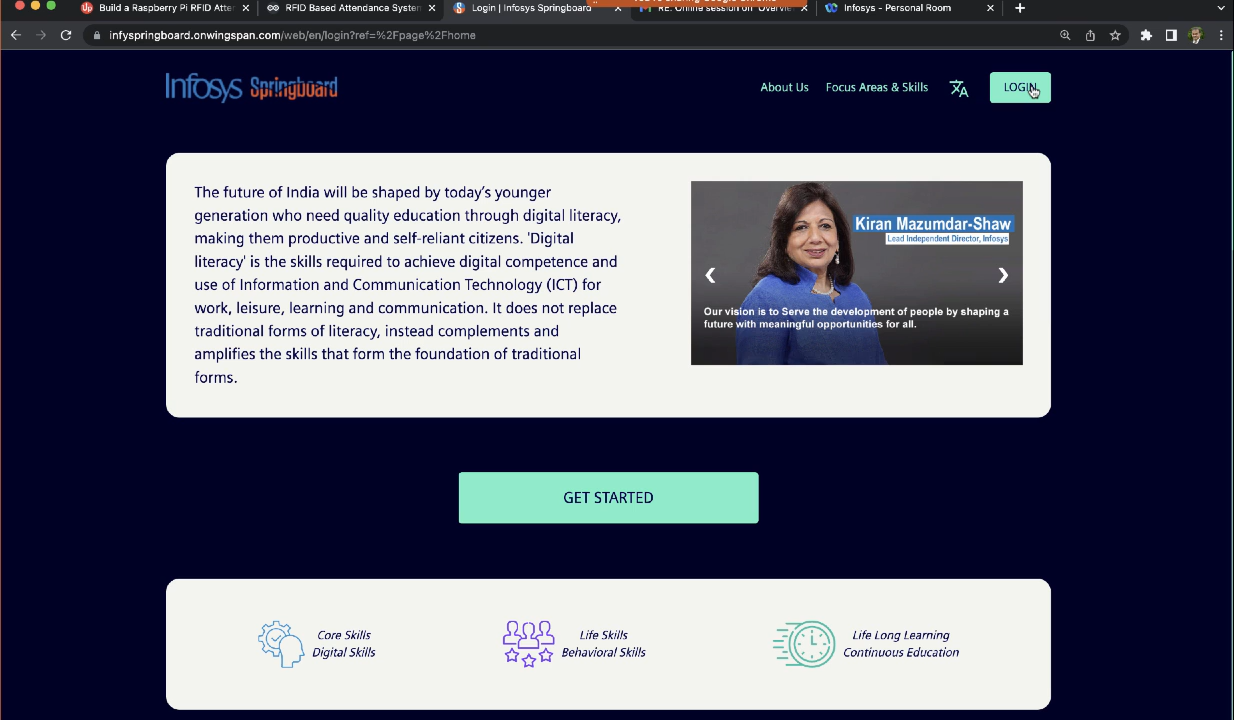 Build a Raspberry Pi RFID Atte
RFID Based Attendance System
Login | Infosys Springboard
RE: Online session on "Overvie
Infosys - Personal Room
infyspringboard.onwingspan.com/web/en/login?ref=%2Fpage%2Fhome
Infosys Springboard
About Us
Focus Areas & Skills
LOGIN
The future of India will be shaped by today's younger
generation who need quality education through digital literacy,
making them productive and self-reliant citizens. 'Digital
literacy' is the skills required to achieve digital competence and
use of Information and Communication Technology (ICT) for
work, leisure, learning and communication. It does not replace
traditional forms of literacy, instead complements and
amplifies the skills that form the foundation of traditional
forms.
Kiran Mazumdar-Shaw
Lead Independent Director, Infosys
Our vision is to Serve the development of people by shaping a
future with meaningful opportunities for all.
GET STARTED
Core Skills
Digital Skills
Life Skills
Behavioral Skills
Life Long Learning
Continuous Education